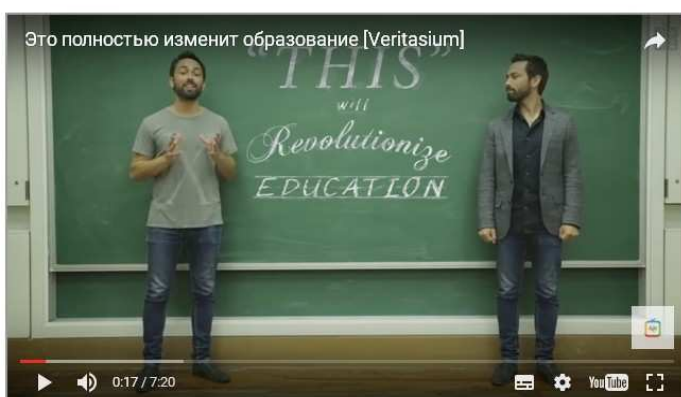 Это полностью изменит образование [Veritasium]
“THIS”
will
Revolutionize
EDUCATION
0:17 / 7:20
YouTube